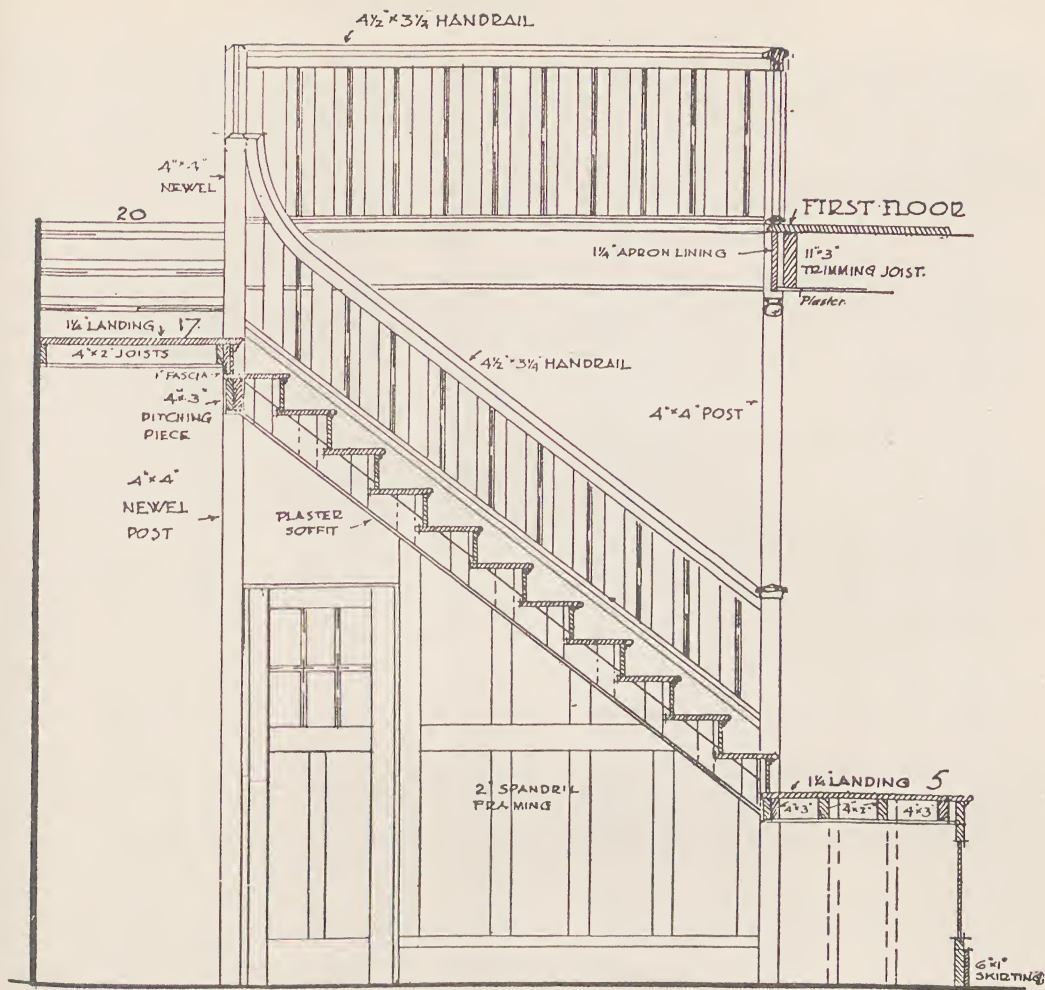 4½"×3¼" HANDRAIL
4"×4"
NEWEL
20
FIRST·FLOOR
1¼" APRON LINING
11"×3"
TRIMMING JOIST.
Plaster.
1¼" LANDING 17.
4"×2" JOISTS
1" FASCIA
4"×3"
PITCHING
PIECE
4½"×3¼" HANDRAIL
4"×4" POST
4"×4"
NEWEL
POST
PLASTER
SOFFIT
2" SPANDRIL
FRAMING
1¼" LANDING 5
4"×3" 4"×2" 4"×3"
6"×1"
SKIRTING